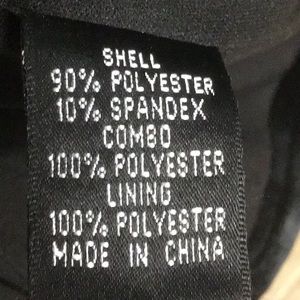 SHELL
90% POLYESTER
10% SPANDEX
COMBO
100% POLYESTER
LINING
100% POLYESTER
MADE IN CHINA